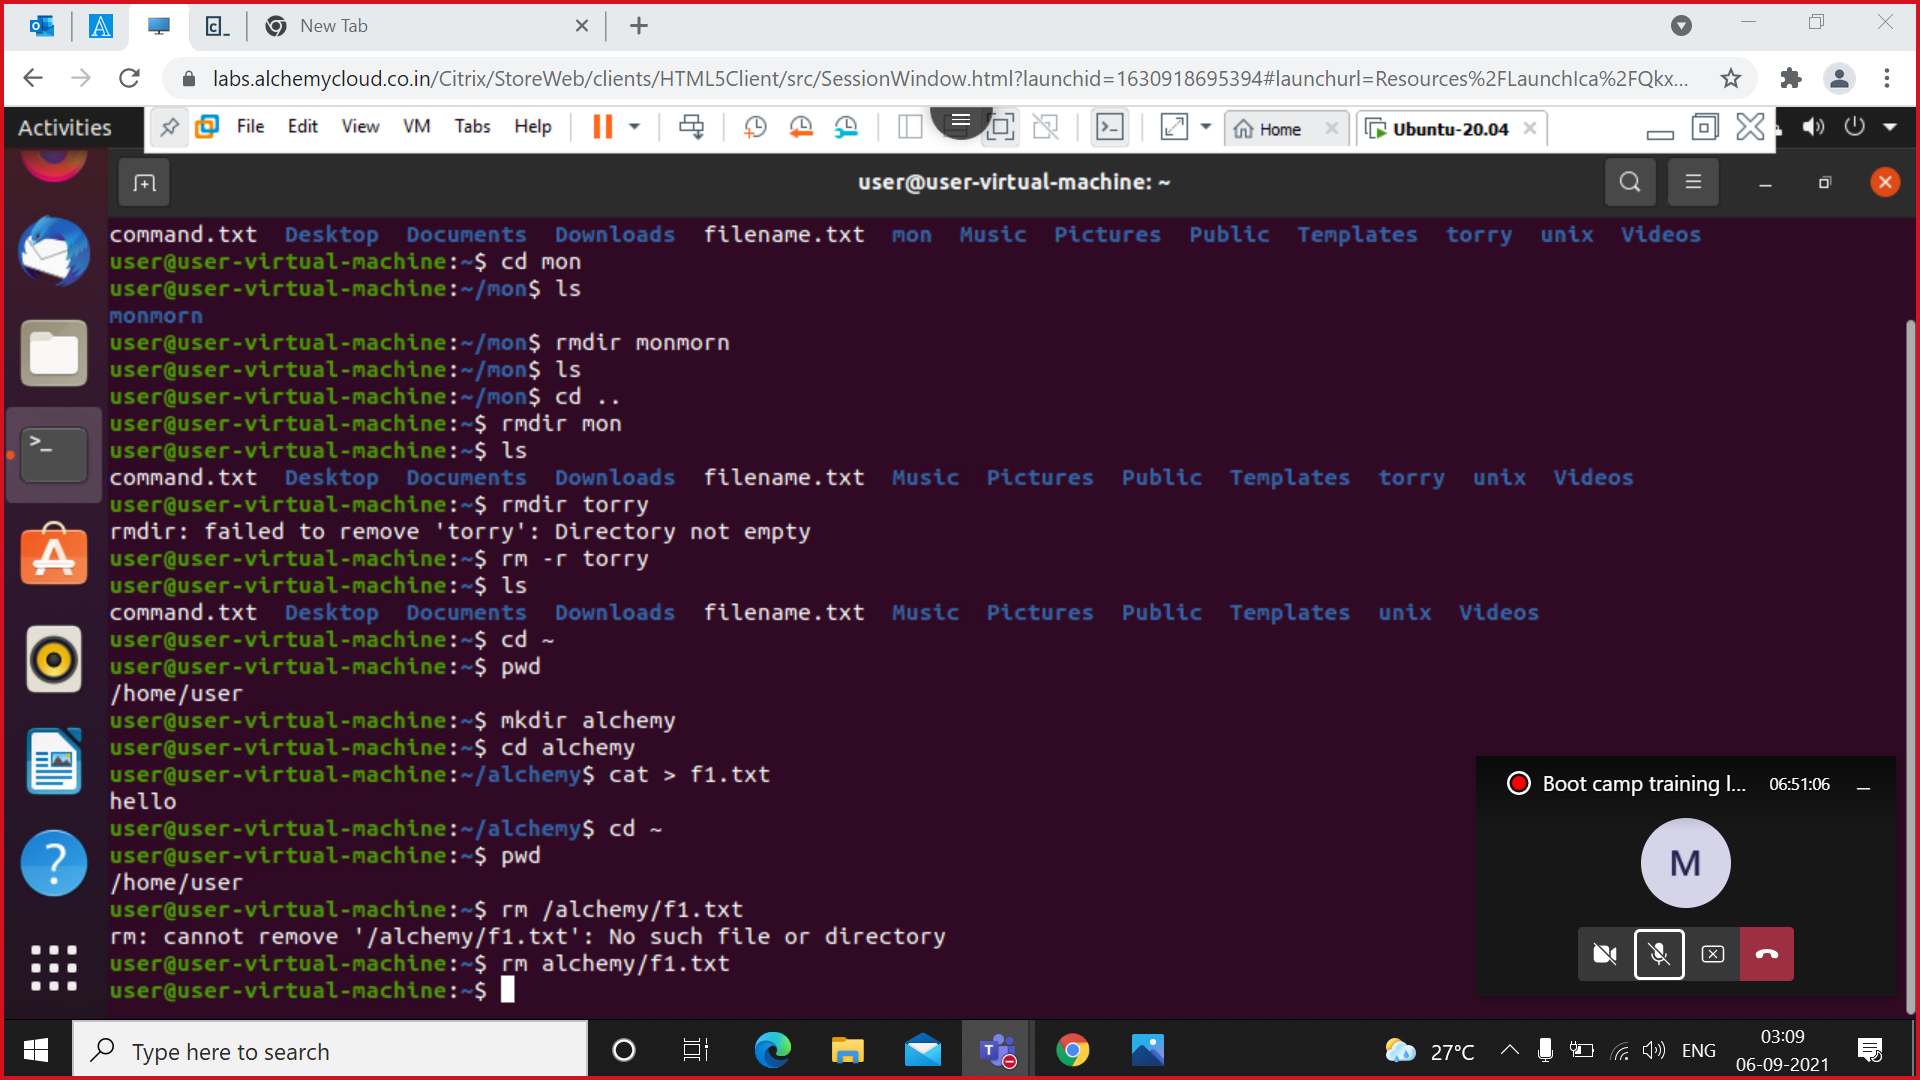 New Tab
labs.alchemycloud.co.in/Citrix/StoreWeb/clients/HTML5Client/src/SessionWindow.html?launchid=1630918695394#launchurl=Resources%2FLaunchIca%2FQkx...
Activities File Edit View VM Tabs Help Home Ubuntu-20.04
user@user-virtual-machine: ~
command.txt Desktop Documents Downloads filename.txt mon Music Pictures Public Templates torry unix Videos
user@user-virtual-machine:~$ cd mon
user@user-virtual-machine:~/mon$ ls
monmorn
user@user-virtual-machine:~/mon$ rmdir monmorn
user@user-virtual-machine:~/mon$ ls
user@user-virtual-machine:~/mon$ cd ..
user@user-virtual-machine:~$ rmdir mon
user@user-virtual-machine:~$ ls
command.txt Desktop Documents Downloads filename.txt Music Pictures Public Templates torry unix Videos
user@user-virtual-machine:~$ rmdir torry
rmdir: failed to remove 'torry': Directory not empty
user@user-virtual-machine:~$ rm -r torry
user@user-virtual-machine:~$ ls
command.txt Desktop Documents Downloads filename.txt Music Pictures Public Templates unix Videos
user@user-virtual-machine:~$ cd ~
user@user-virtual-machine:~$ pwd
/home/user
user@user-virtual-machine:~$ mkdir alchemy
user@user-virtual-machine:~$ cd alchemy
user@user-virtual-machine:~/alchemy$ cat > f1.txt
hello
user@user-virtual-machine:~/alchemy$ cd ~
user@user-virtual-machine:~$ pwd
/home/user
user@user-virtual-machine:~$ rm /alchemy/f1.txt
rm: cannot remove '/alchemy/f1.txt': No such file or directory
user@user-virtual-machine:~$ rm alchemy/f1.txt
user@user-virtual-machine:~$
Boot camp training l... 06:51:06
M
Type here to search
27°C ENG
03:09
06-09-2021